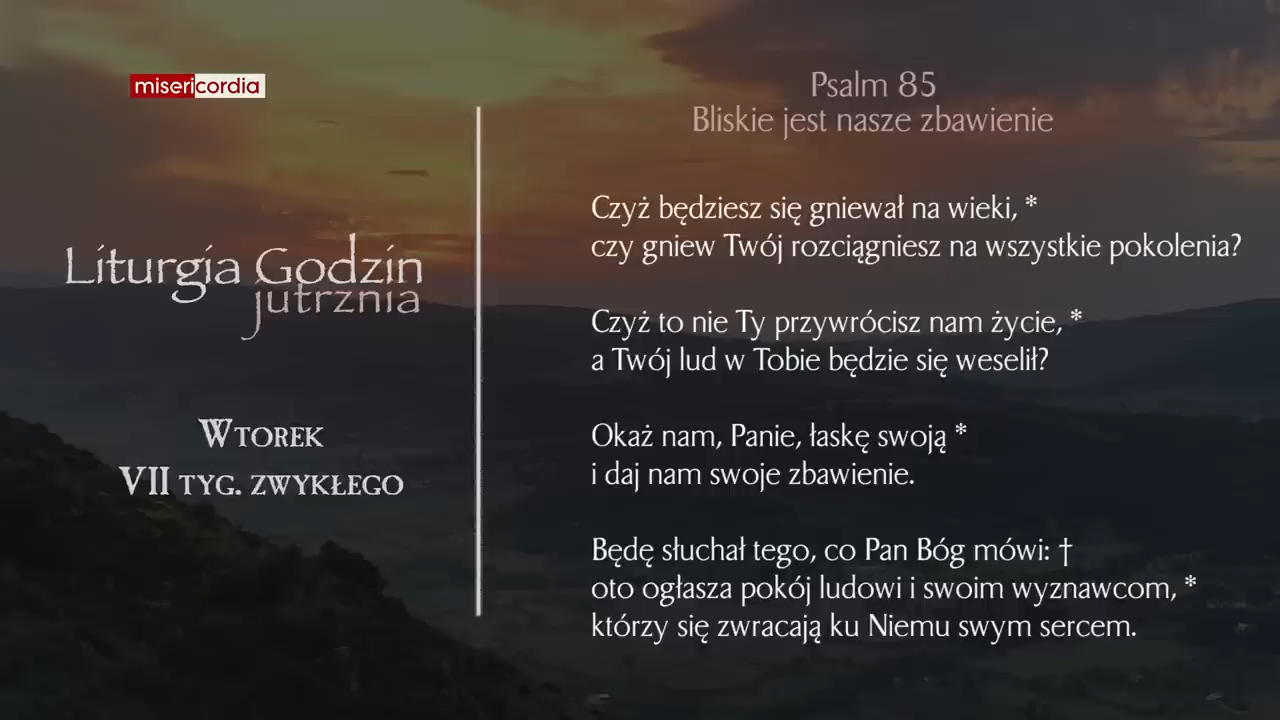 misericordia
Liturgia Godzin
jutrznia
Wtorek
VII tyg. zwykłego
Psalm 85
Bliskie jest nasze zbawienie
Czyż będziesz się gniewał na wieki, *
czy gniew Twój rozciągniesz na wszystkie pokolenia?
Czyż to nie Ty przywrócisz nam życie, *
a Twój lud w Tobie będzie się weselił?
Okaż nam, Panie, łaskę swoją *
i daj nam swoje zbawienie.
Będę słuchał tego, co Pan Bóg mówi: †
oto ogłasza pokój ludowi i swoim wyznawcom, *
którzy się zwracają ku Niemu swym sercem.